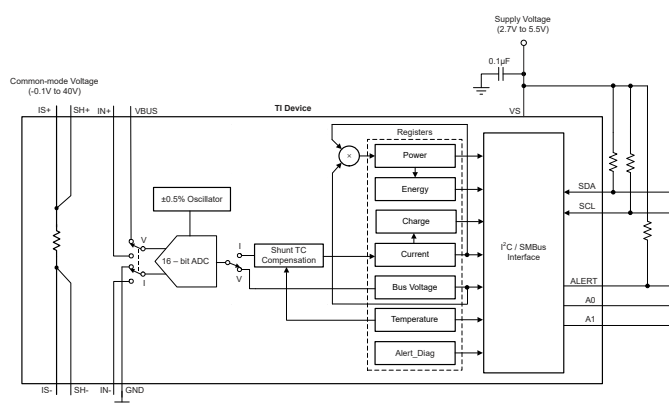 Supply Voltage
(2.7V to 5.5V)
0.1µF
Common-mode Voltage
(-0.1V to 40V)
IS+ SH+ IN+ VBUS
TI Device
VS
Registers
×
Power
Energy
Charge
Current
Bus Voltage
Temperature
Alert_Diag
±0.5% Oscillator
16 – bit ADC
V
I
I
V
Shunt TC
Compensation
I²C / SMBus
Interface
SDA
SCL
ALERT
A0
A1
IS- SH- IN- GND